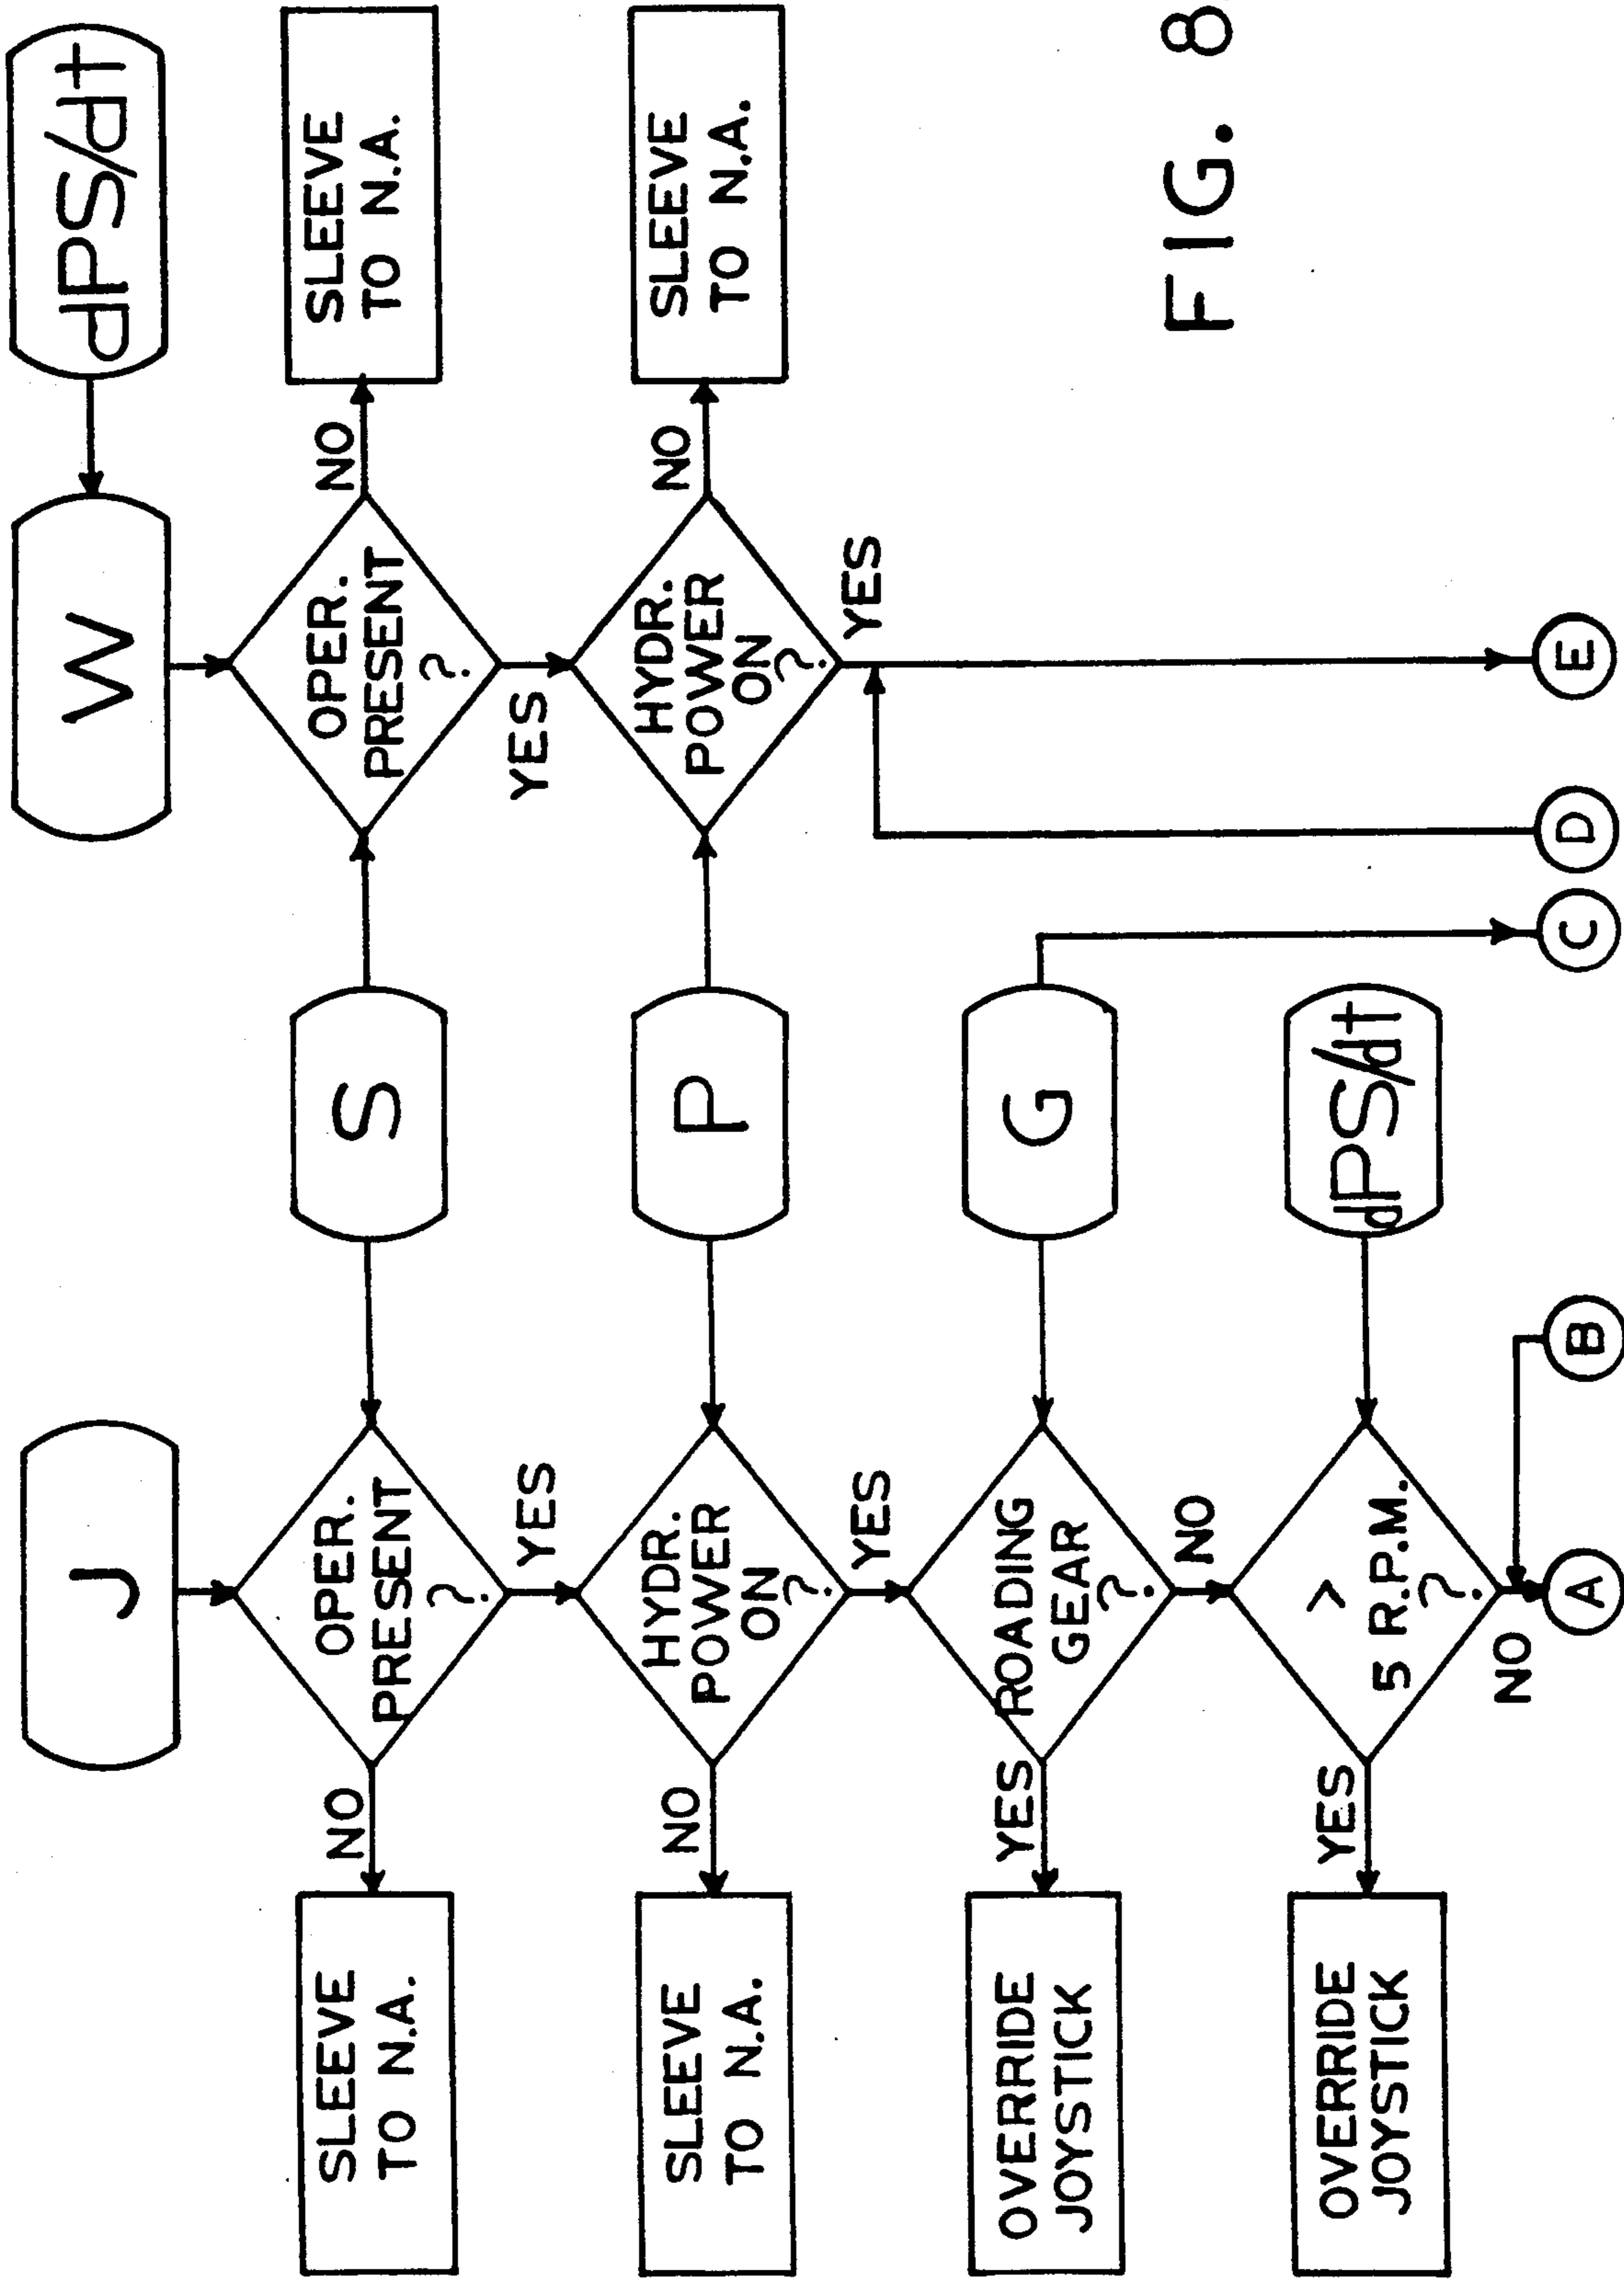 J
W
dPS/dt
SLEEVE
TO N.A.
NO
OPER.
PRESENT
?
S
OPER.
PRESENT
?
NO
SLEEVE
TO N.A.
YES
YES
SLEEVE
TO N.A.
NO
HYDR.
POWER
ON
?
P
HYDR.
POWER
ON
?
NO
SLEEVE
TO N.A.
YES
YES
OVERRIDE
JOYSTICK
YES
ROADING
GEAR
?
G
NO
OVERRIDE
JOYSTICK
YES
>
5 R.P.M.
?
dPS/dt
NO
A
B
C
D
E
FIG. 8